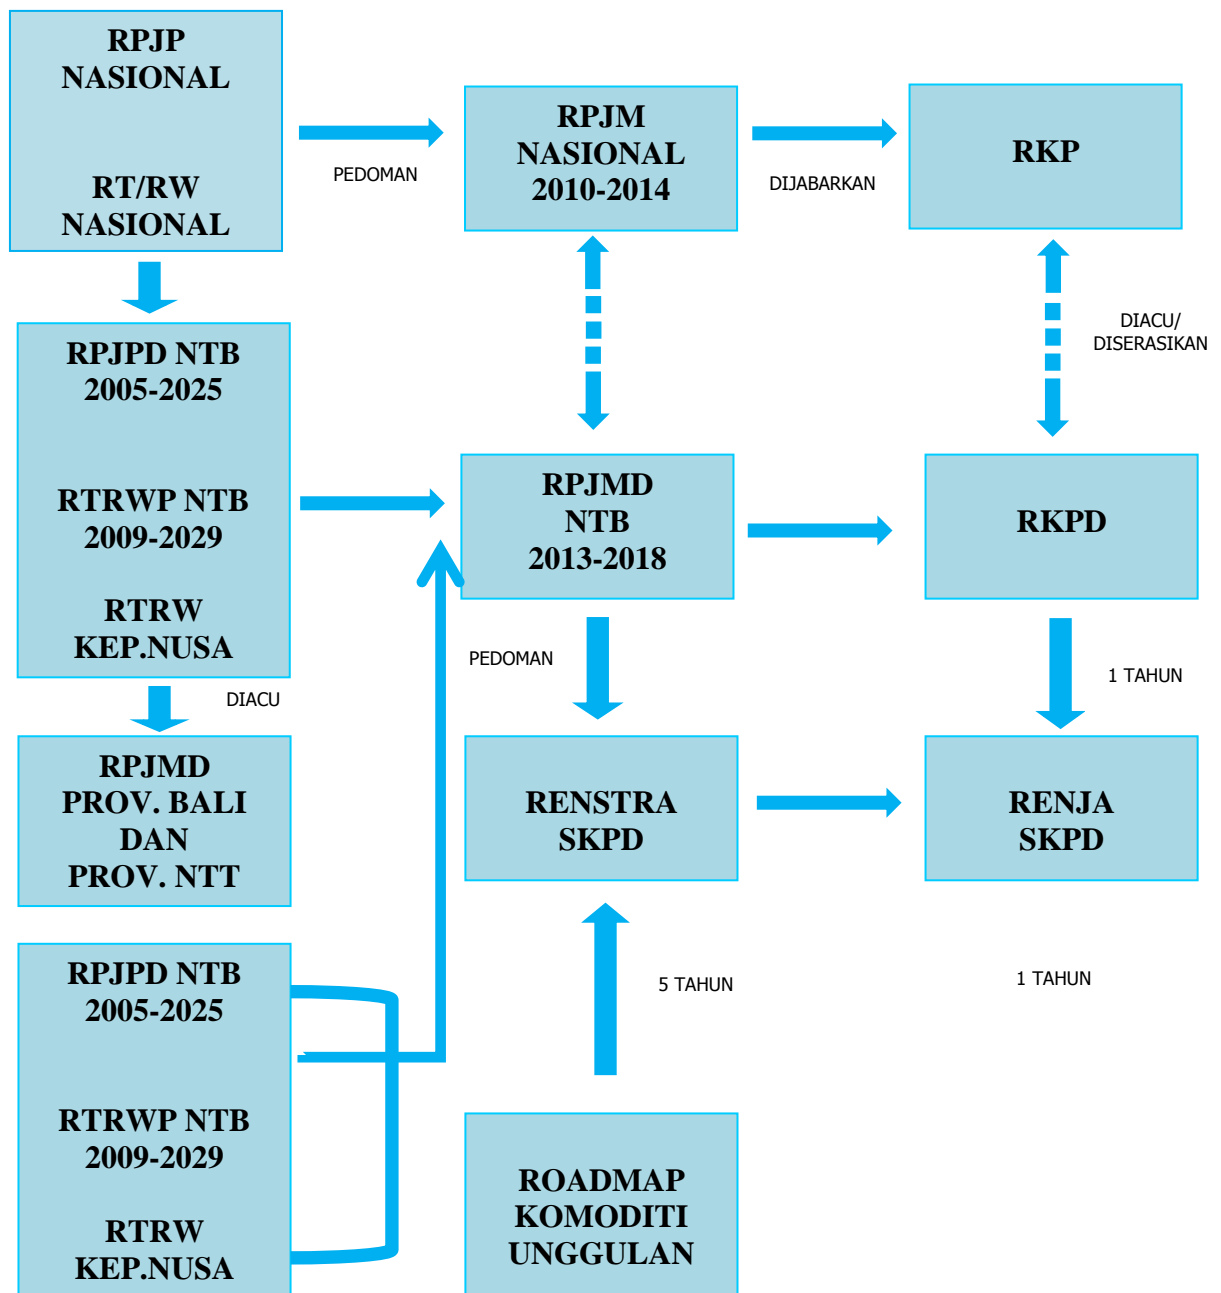 RPJP
NASIONAL
RT/RW
NASIONAL
PEDOMAN
RPJM
NASIONAL
2010-2014
DIJABARKAN
RKP
DIACU/
DISERASIKAN
RPJPD NTB
2005-2025
RTRWP NTB
2009-2029
RTRW
KEP.NUSA
RPJMD
NTB
2013-2018
RKPD
PEDOMAN
1 TAHUN
DIACU
RPJMD
PROV. BALI
DAN
PROV. NTT
RENSTRA
SKPD
RENJA
SKPD
RPJPD NTB
2005-2025
RTRWP NTB
2009-2029
RTRW
KEP.NUSA
5 TAHUN
1 TAHUN
ROADMAP
KOMODITI
UNGGULAN